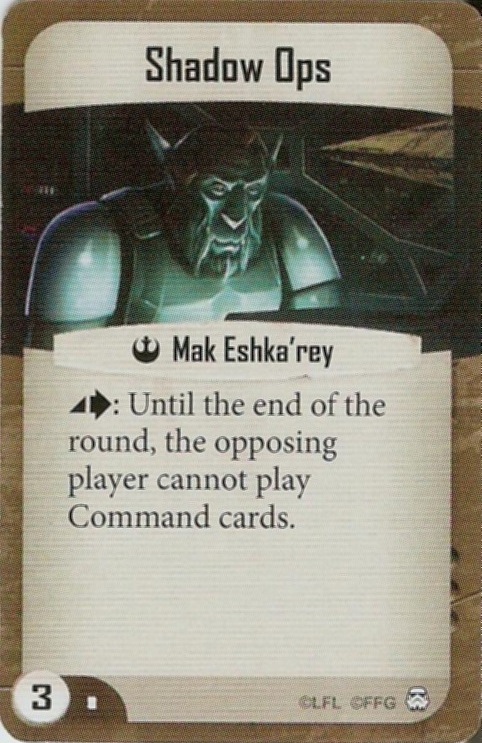 Shadow Ops
Mak Eshka'rey
: Until the end of the
round, the opposing
player cannot play
Command cards.
3
©LFL ©FFG